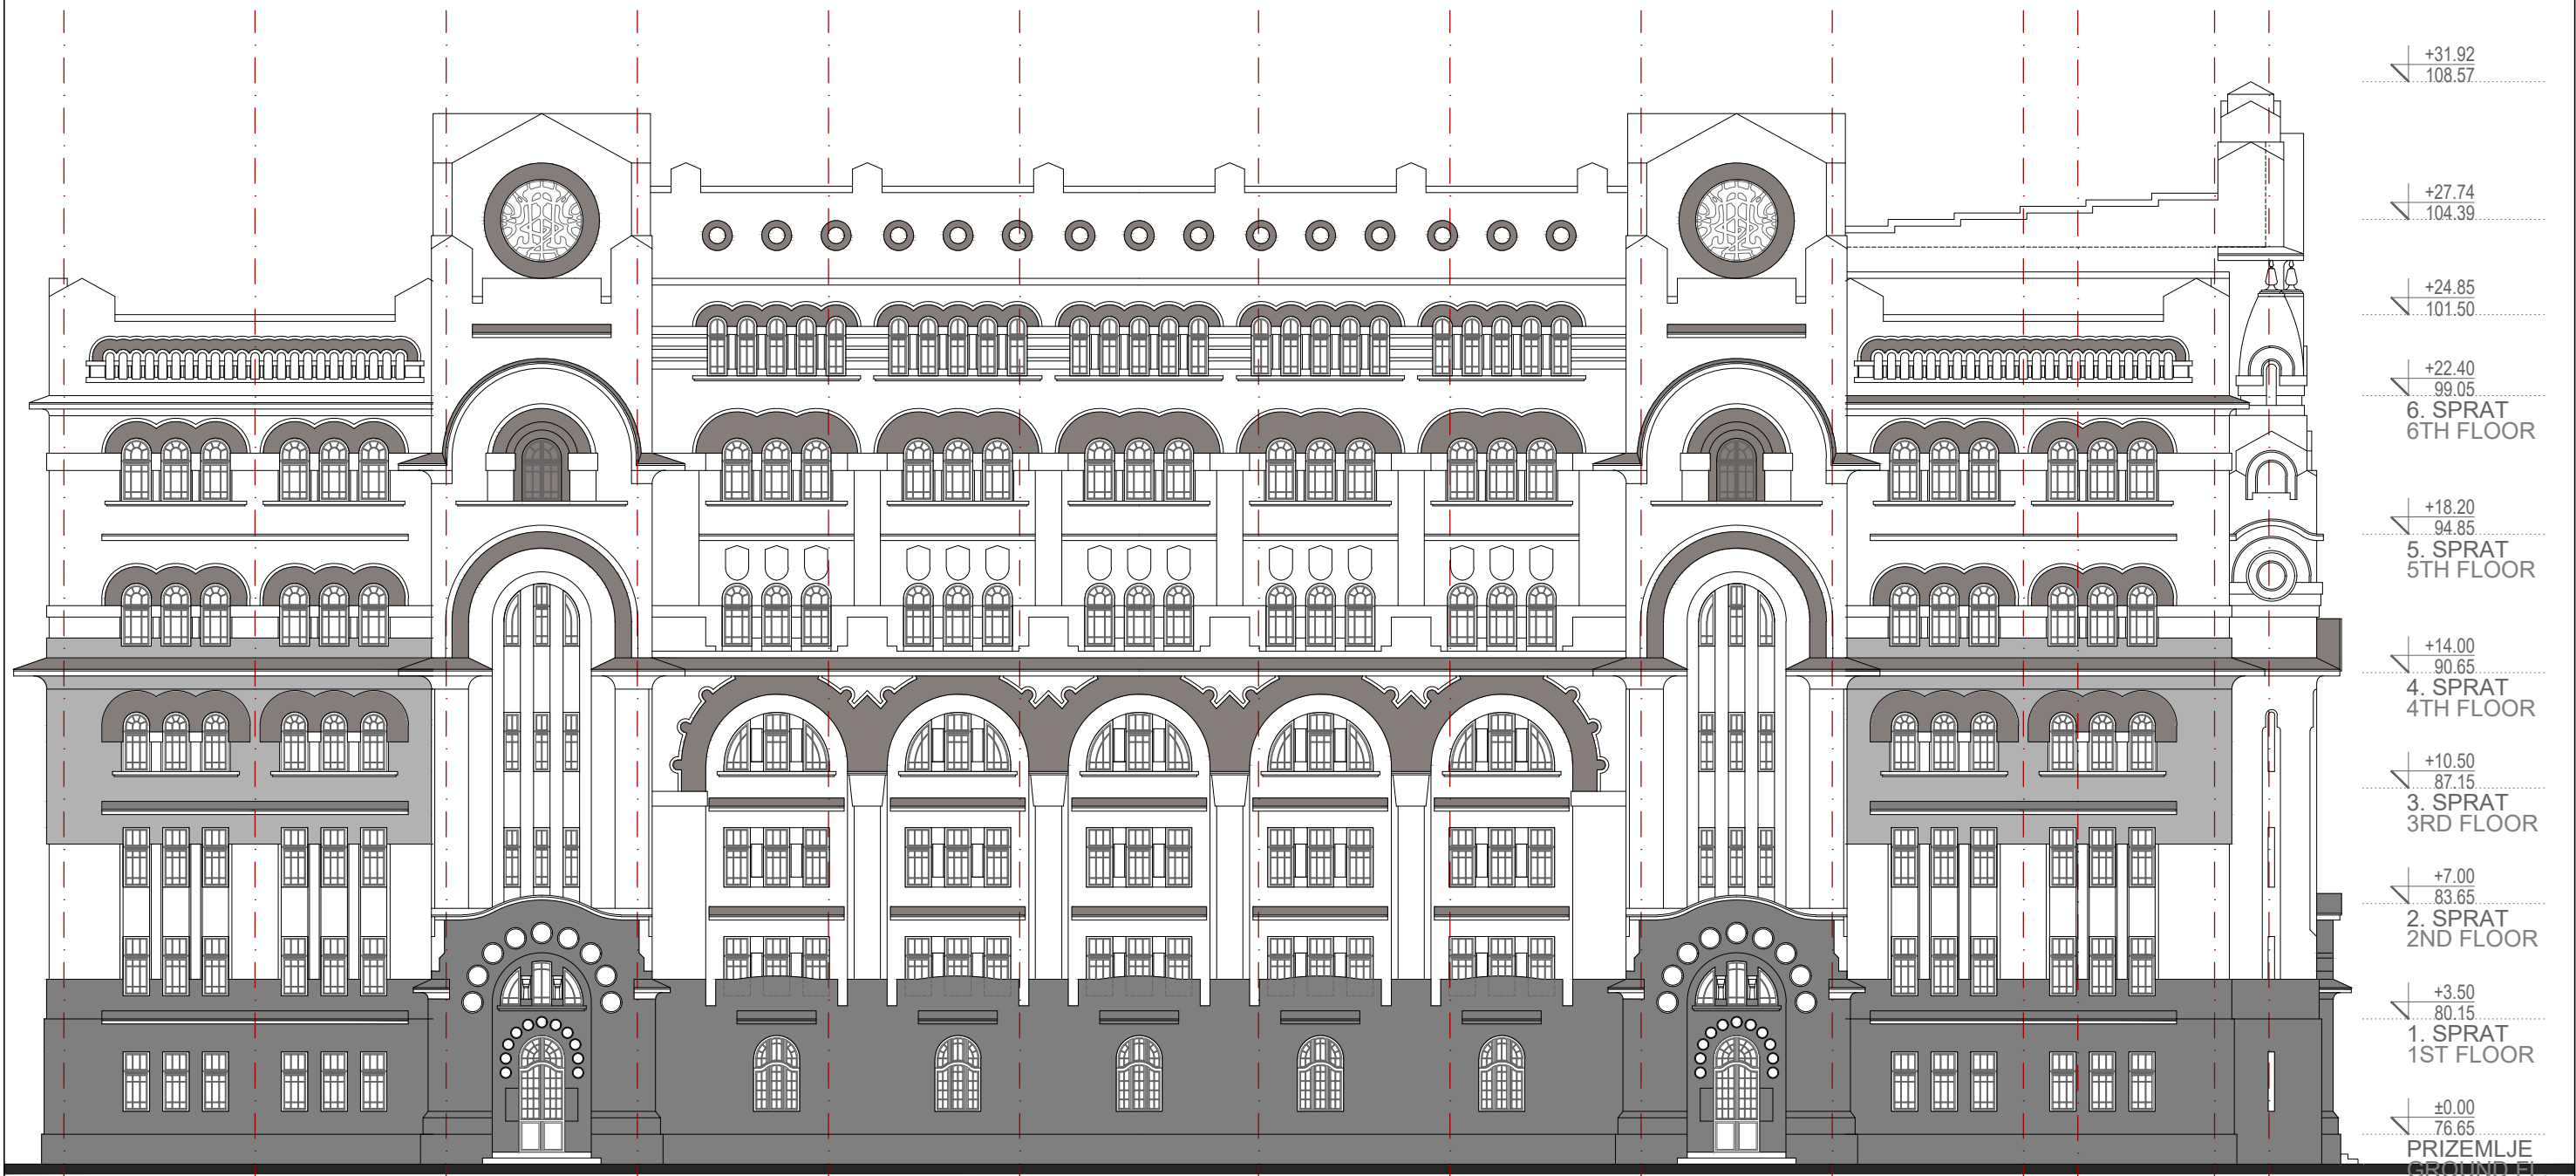 +31.92
108.57
+27.74
104.39
+24.85
101.50
+22.40
99.05
6. SPRAT
6TH FLOOR
+18.20
94.85
5. SPRAT
5TH FLOOR
+14.00
90.65
4. SPRAT
4TH FLOOR
+10.50
87.15
3. SPRAT
3RD FLOOR
+7.00
83.65
2. SPRAT
2ND FLOOR
+3.50
80.15
1. SPRAT
1ST FLOOR
±0.00
76.65
PRIZEMLJE
GROUND FL